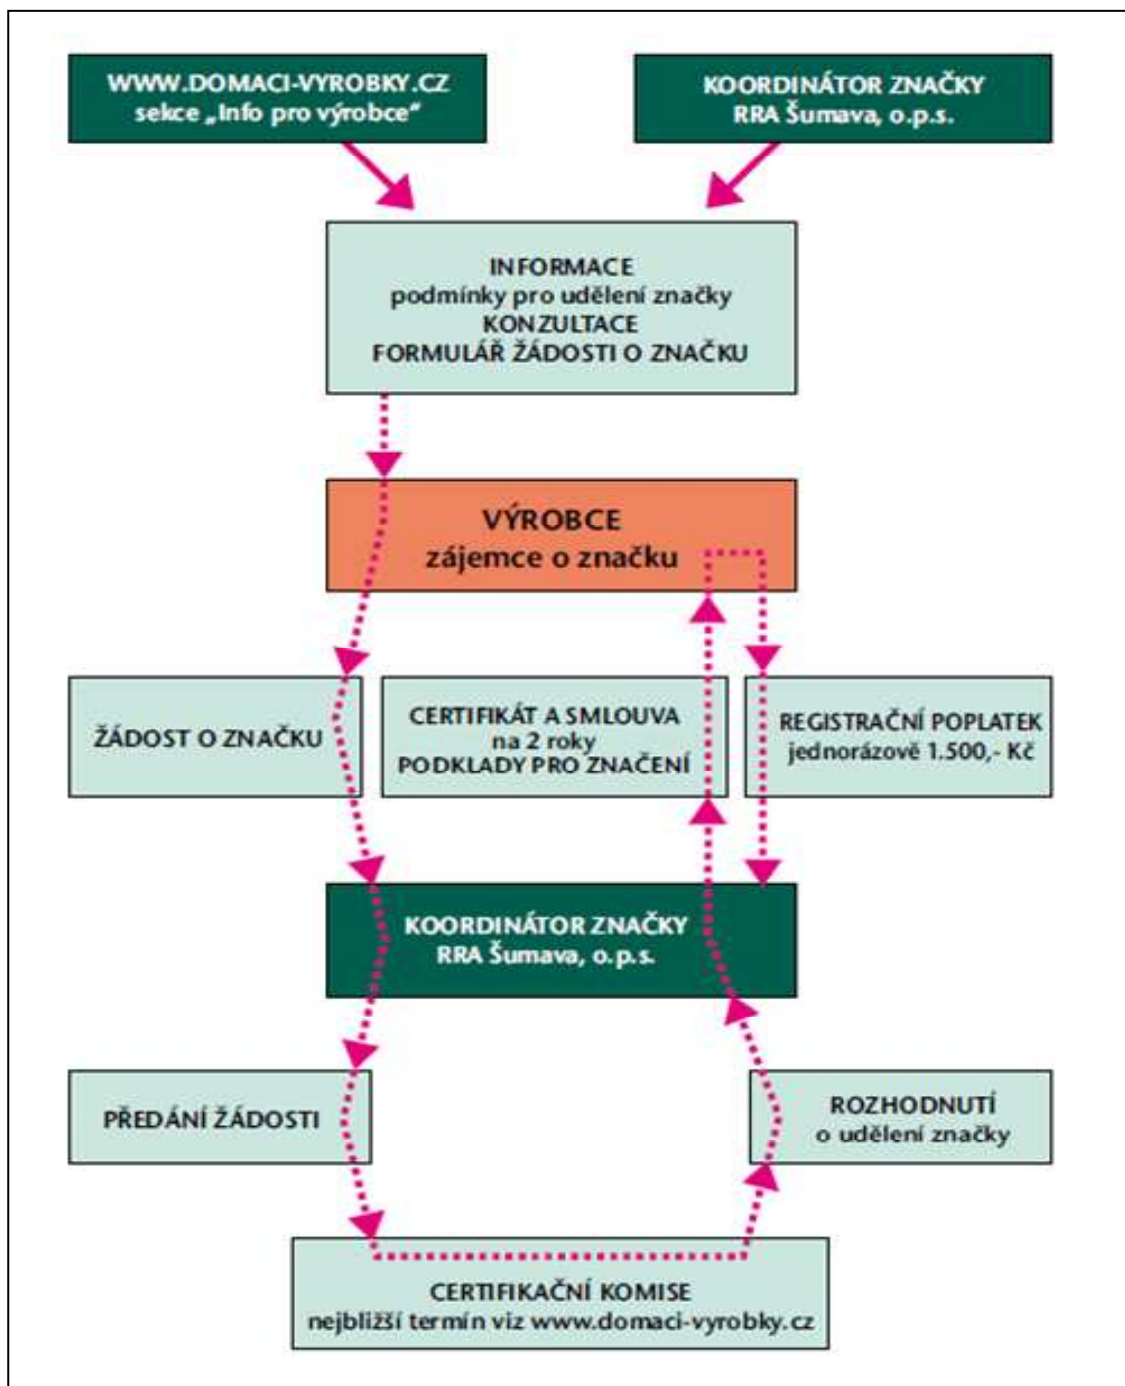 WWW.DOMACI-VYROBKY.CZ
sekce „Info pro výrobce“
KOORDINÁTOR ZNAČKY
RRA Šumava, o.p.s.
INFORMACE
podmínky pro udělení značky
KONZULTACE
FORMULÁŘ ŽÁDOSTI O ZNAČKU
VÝROBCE
zájemce o značku
ŽÁDOST O ZNAČKU
CERTIFIKÁT A SMLOUVA
na 2 roky
PODKLADY PRO ZNAČENÍ
REGISTRAČNÍ POPLATEK
jednorázově 1.500,- Kč
KOORDINÁTOR ZNAČKY
RRA Šumava, o.p.s.
PŘEDÁNÍ ŽÁDOSTI
ROZHODNUTÍ
o udělení značky
CERTIFIKAČNÍ KOMISE
nejbližší termín viz www.domaci-vyrobky.cz